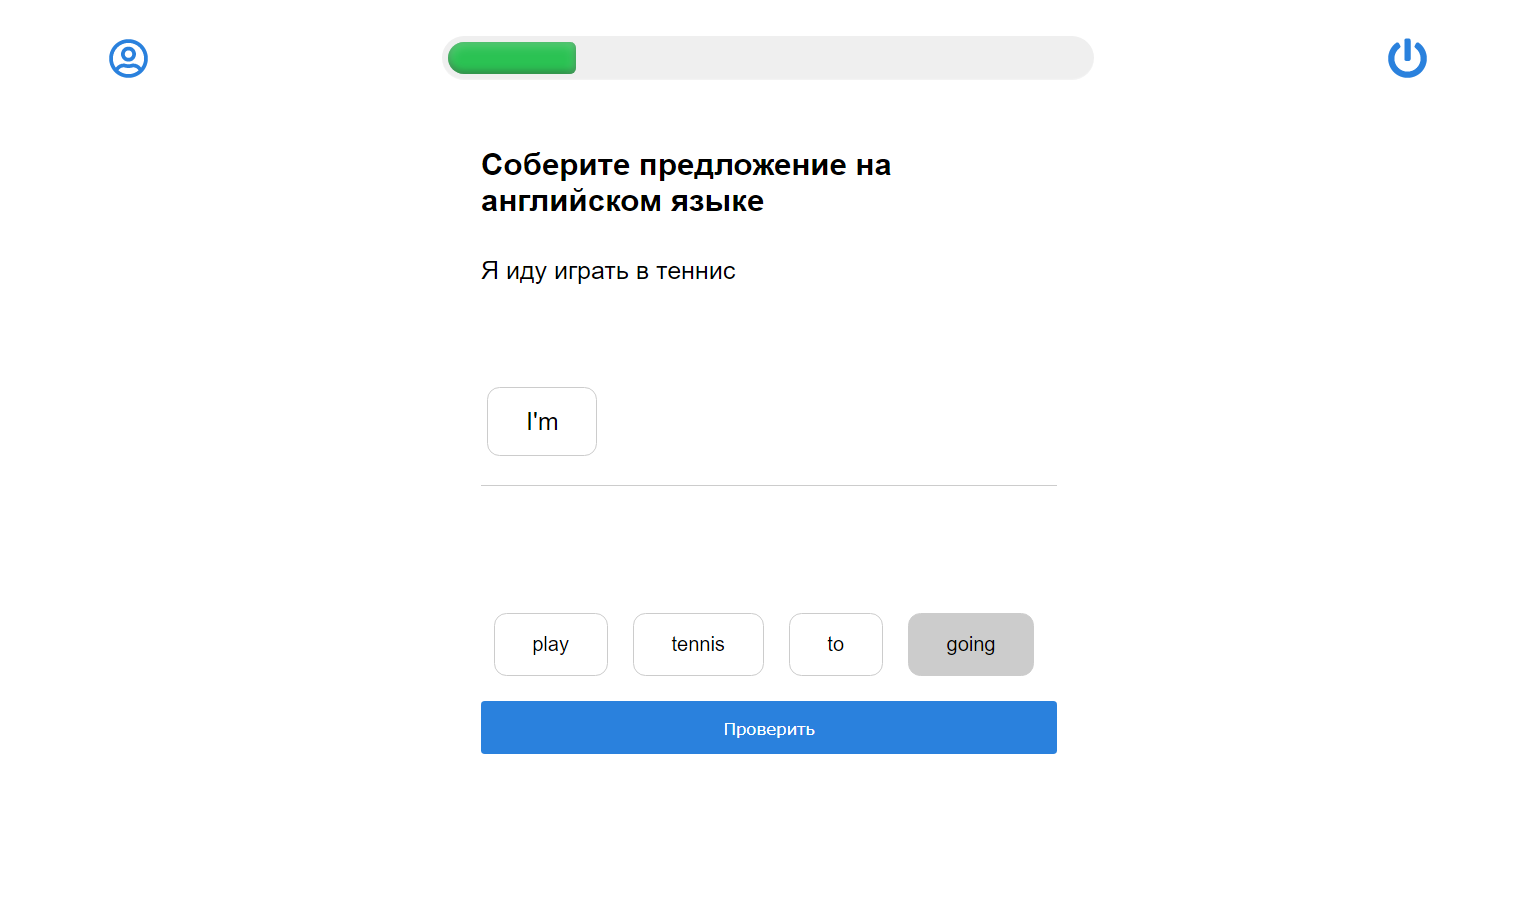 Соберите предложение на
английском языке
Я иду играть в теннис
I'm
play tennis to going
Проверить